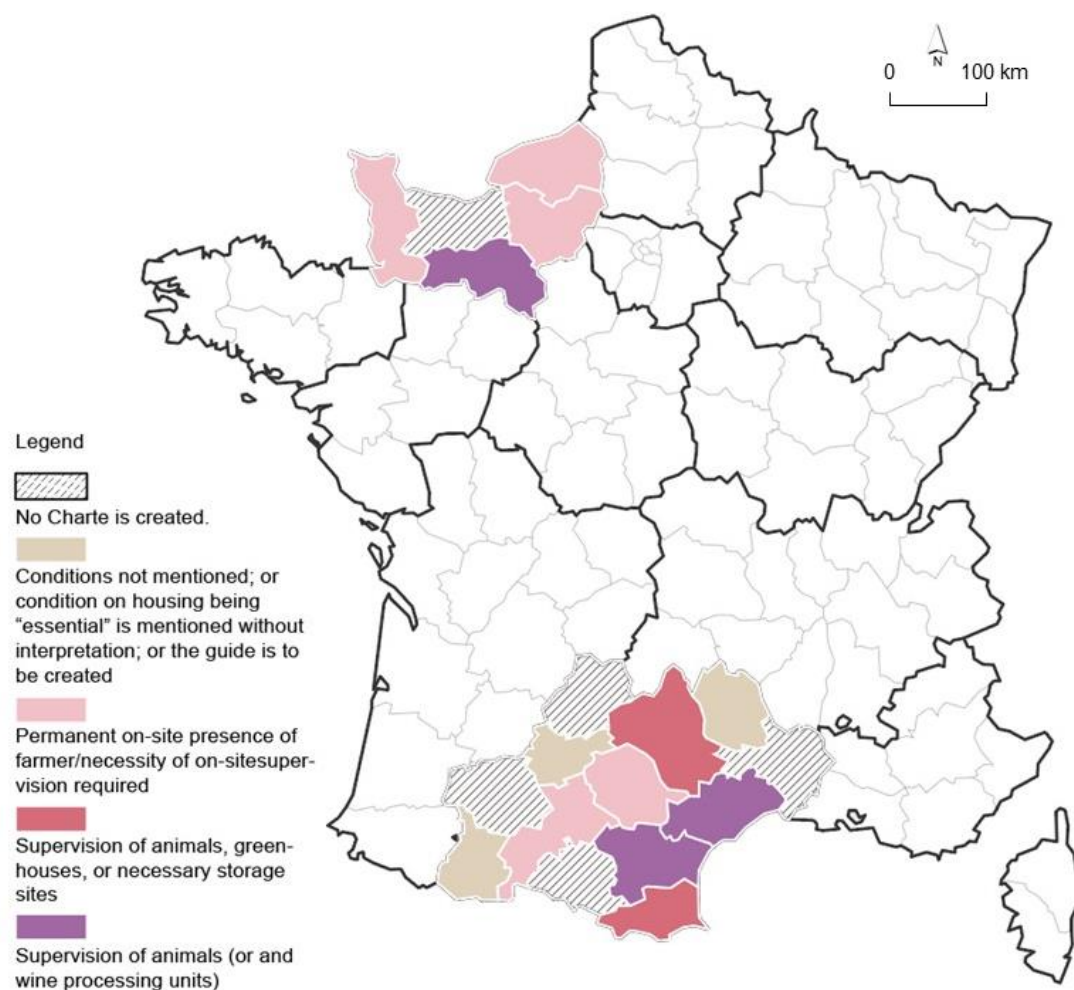 N
0 100 km
Legend
No Charte is created.
Conditions not mentioned; or
condition on housing being
“essential” is mentioned without
interpretation; or the guide is to
be created
Permanent on-site presence of
farmer/necessity of on-sitesuper-
vision required
Supervision of animals, green-
houses, or necessary storage
sites
Supervision of animals (or and
wine processing units)